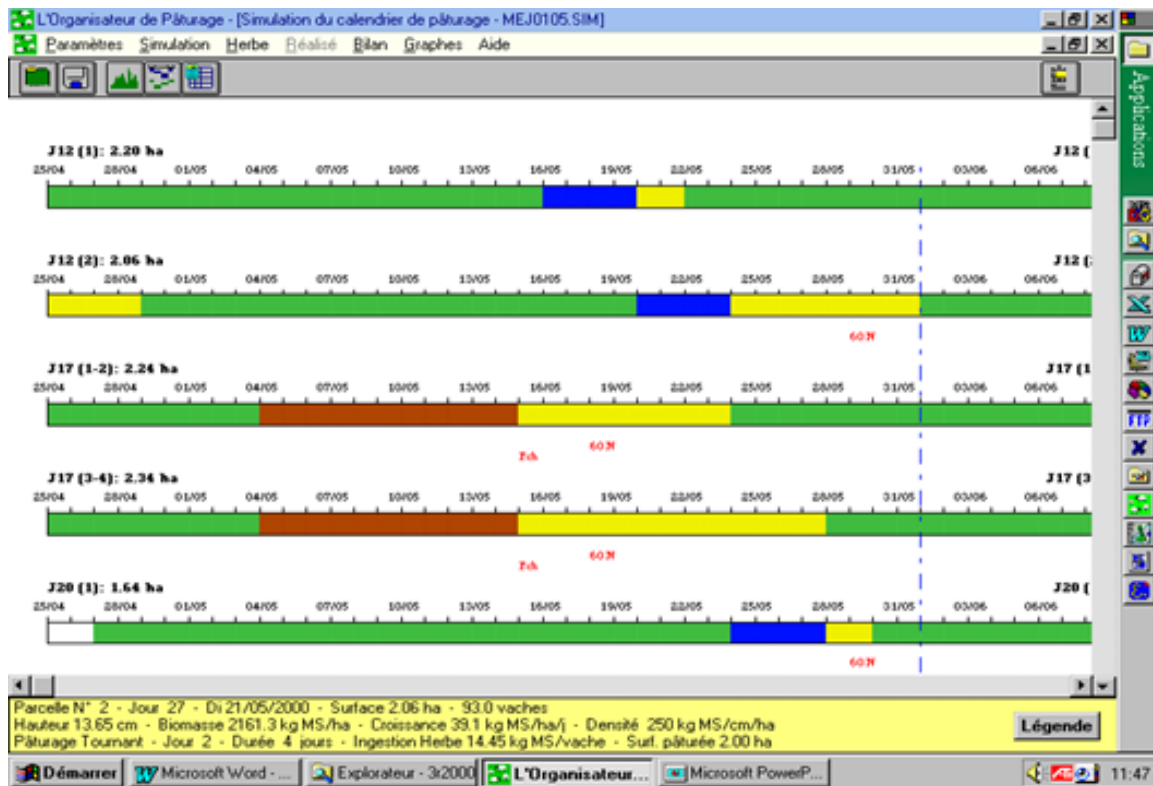 L'Organisateur de Pâturage - [Simulation du calendrier de pâturage - MEJ0105.SIM]
Paramètres Simulation Herbe Réalisé Bilan Graphes Aide
Applications
J12 (1): 2.20 ha J12 (
25/04 28/04 01/05 04/05 07/05 10/05 13/05 16/05 19/05 22/05 25/05 28/05 31/05 03/06 06/06
J12 (2): 2.06 ha J12 (
25/04 28/04 01/05 04/05 07/05 10/05 13/05 16/05 19/05 22/05 25/05 28/05 31/05 03/06 06/06
60 N
J17 (1-2): 2.24 ha J17 (1
25/04 28/04 01/05 04/05 07/05 10/05 13/05 16/05 19/05 22/05 25/05 28/05 31/05 03/06 06/06
60 N
Fch
J17 (3-4): 2.34 ha J17 (3
25/04 28/04 01/05 04/05 07/05 10/05 13/05 16/05 19/05 22/05 25/05 28/05 31/05 03/06 06/06
60 N
Fch
J20 (1): 1.64 ha J20 (
25/04 28/04 01/05 04/05 07/05 10/05 13/05 16/05 19/05 22/05 25/05 28/05 31/05 03/06 06/06
60 N
FTP
Parcelle N° 2 - Jour 27 - Di 21/05/2000 - Surface 2.06 ha - 93.0 vaches
Hauteur 13.65 cm - Biomasse 2161.3 kg MS/ha - Croissance 39.1 kg MS/ha/j - Densité 250 kg MS/cm/ha
Pâturage Tournant - Jour 2 - Durée 4 jours - Ingestion Herbe 14.45 kg MS/vache - Surf. pâturée 2.00 ha
Légende
Démarrer Microsoft Word - ... Explorateur - 3r2000 L'Organisateur... Microsoft PowerP... 11:47